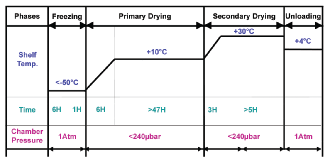 Phases Freezing Primary Drying Secondary Drying Unloading
+30°C
+10°C
+4°C
Shelf
Temp.
<-50°C
Time 6H 1H 6H >47H 3H >5H
Chamber
Pressure 1Atm <240µbar <240µbar 1Atm